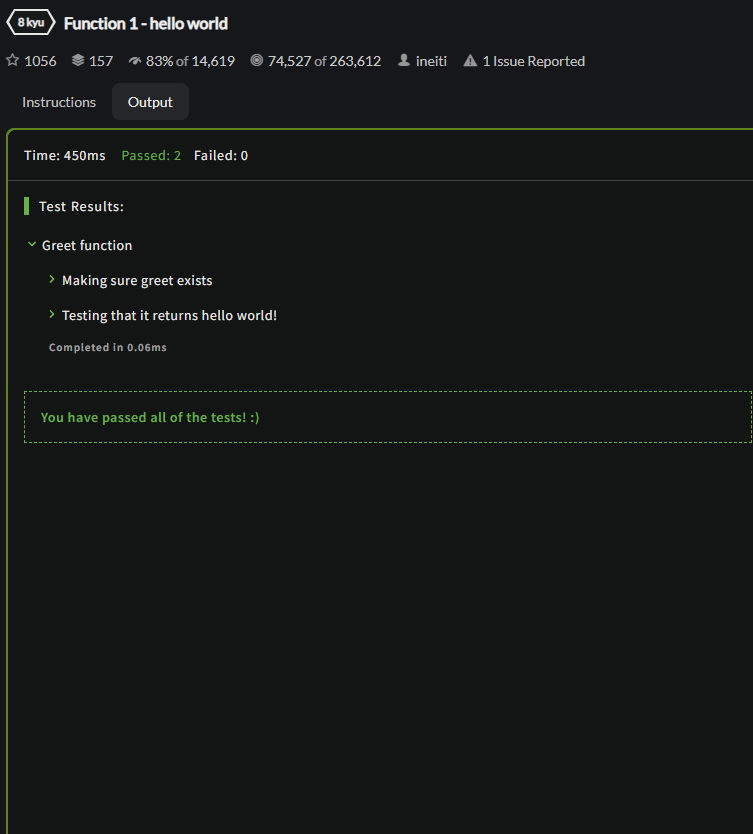 8 kyu Function 1 - hello world
1056 157 83% of 14,619 74,527 of 263,612 ineiti 1 Issue Reported
Instructions Output
Time: 450ms Passed: 2 Failed: 0
Test Results:
Greet function
Making sure greet exists
Testing that it returns hello world!
Completed in 0.06ms
You have passed all of the tests! :)